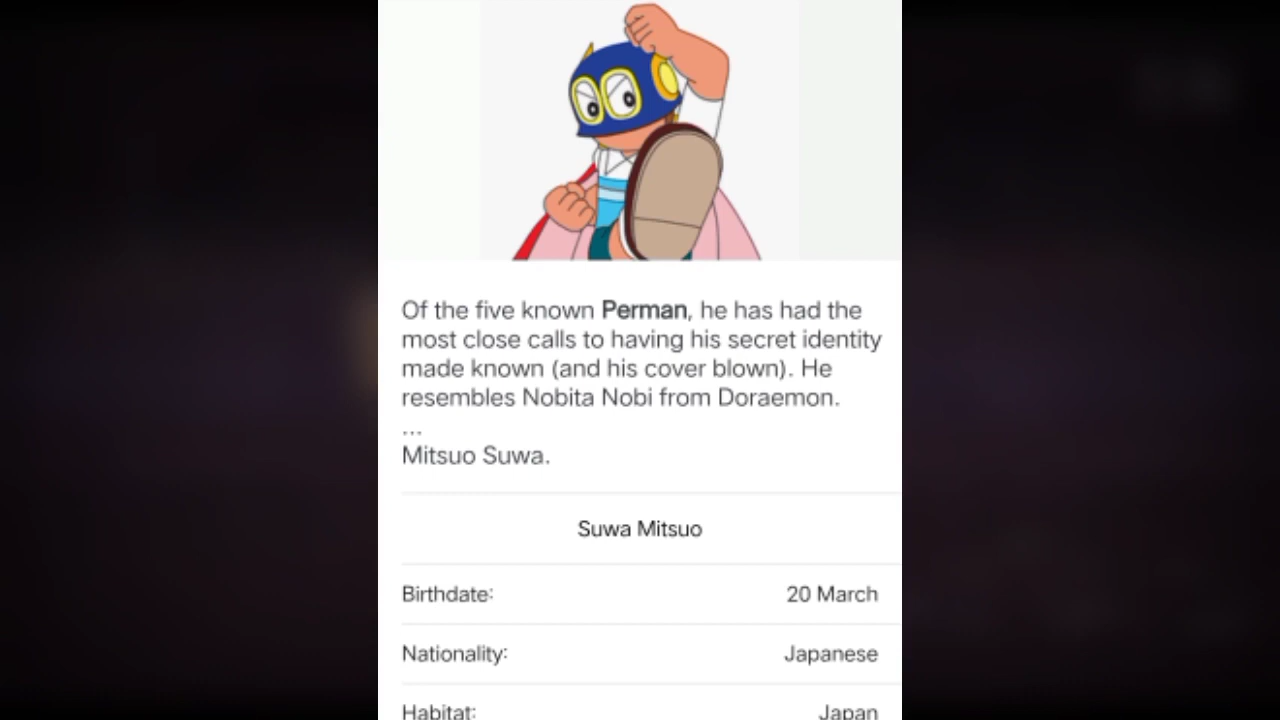 Of the five known Perman, he has had the
most close calls to having his secret identity
made known (and his cover blown). He
resembles Nobita Nobi from Doraemon.
...
Mitsuo Suwa.
Suwa Mitsuo
Birthdate: 20 March
Nationality: Japanese
Habitat: Japan